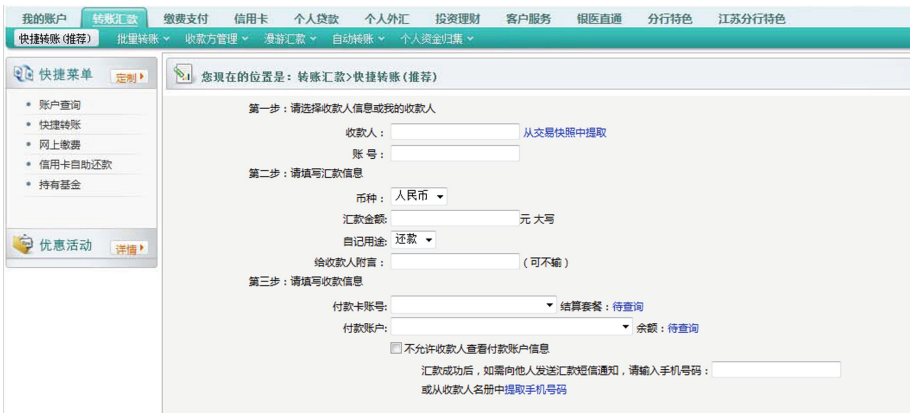 我的账户 转账汇款 缴费支付 信用卡 个人贷款 个人外汇 投资理财 客户服务 银医直通 分行特色 江苏分行特色
快捷转账(推荐) 批量转账 收款方管理 漫游汇款 自动转账 个人资金归集
快捷菜单 定制
账户查询
快捷转账
网上缴费
信用卡自助还款
持有基金
优惠活动 详情
您现在的位置是：转账汇款>快捷转账(推荐)
第一步：请选择收款人信息或我的收款人
收款人： 从交易快照中提取
账 号：
第二步：请填写汇款信息
币种： 人民币
汇款金额: 元 大写
自记用途: 还款
给收款人附言： (可不输)
第三步：请填写收款信息
付款卡账号: 结算套餐：待查询
付款账户: 余额：待查询
不允许收款人查看付款账户信息
汇款成功后，如需向他人发送汇款短信通知，请输入手机号码：
或从收款人名册中提取手机号码